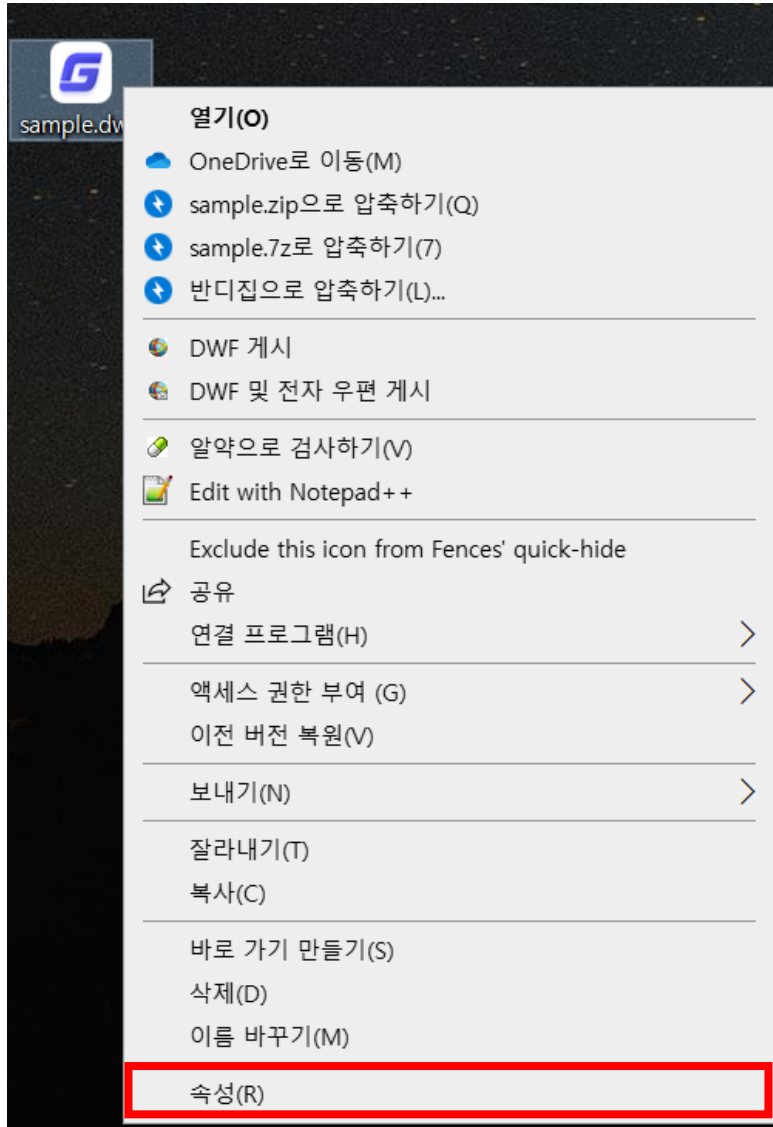 sample.dw
열기(O)
OneDrive로 이동(M)
sample.zip으로 압축하기(Q)
sample.7z로 압축하기(7)
반디집으로 압축하기(L)...
DWF 게시
DWF 및 전자 우편 게시
알약으로 검사하기(V)
Edit with Notepad++
Exclude this icon from Fences' quick-hide
공유
연결 프로그램(H)
액세스 권한 부여 (G)
이전 버전 복원(V)
보내기(N)
잘라내기(T)
복사(C)
바로 가기 만들기(S)
삭제(D)
이름 바꾸기(M)
속성(R)